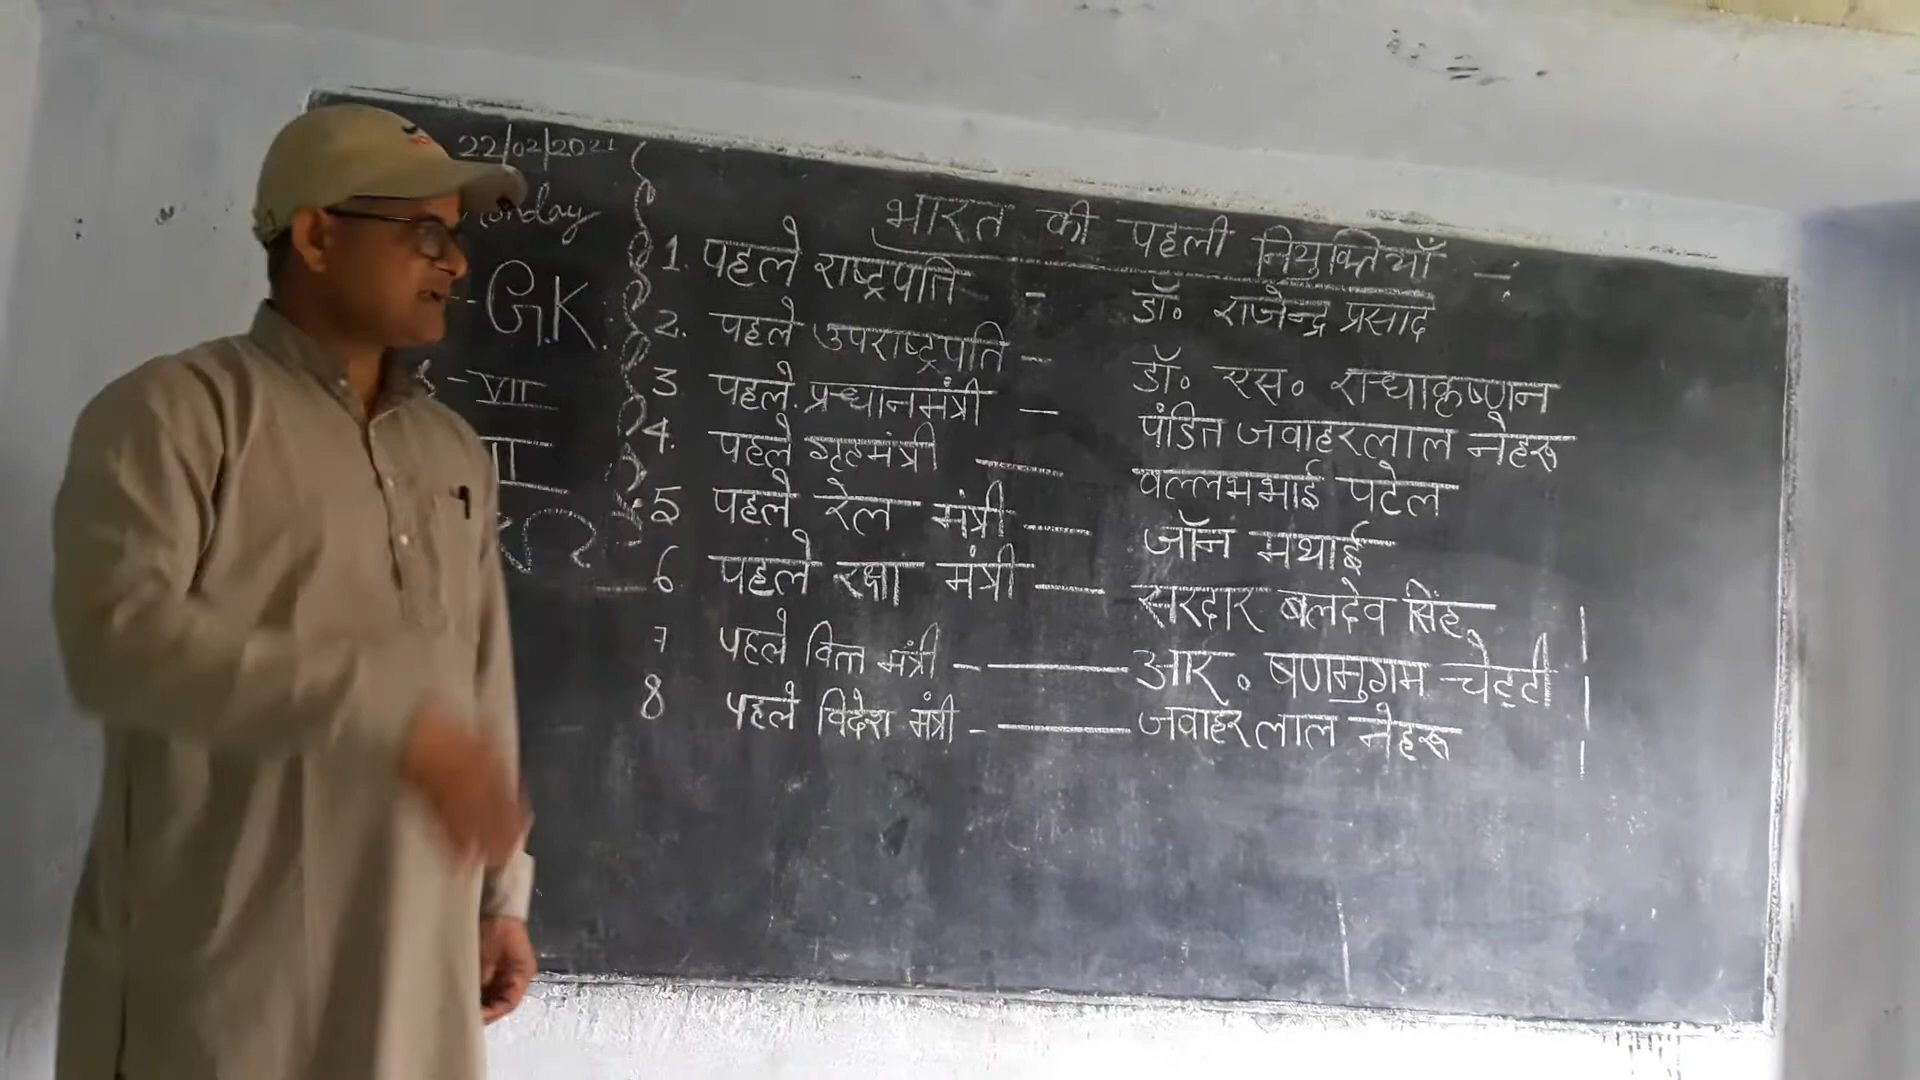 22/02/2021
G.K.
VII
II
भारत की पहली नियुक्तियाँ -:
1. पहले राष्ट्रपति - डॉ॰ राजेन्द्र प्रसाद
2. पहले उपराष्ट्रपति - डॉ॰ एस॰ राधाकृष्णन
3 पहले प्रधानमंत्री - पंडित जवाहरलाल नेहरू
4. पहले गृहमंत्री - वल्लभभाई पटेल
5 पहले रेल मंत्री - जॉन मथाई
6 पहले रक्षा मंत्री - सरदार बलदेव सिंह
7 पहले वित्त मंत्री - आर॰ षणमुगम चेट्टी
8 पहले विदेश मंत्री - जवाहरलाल नेहरू